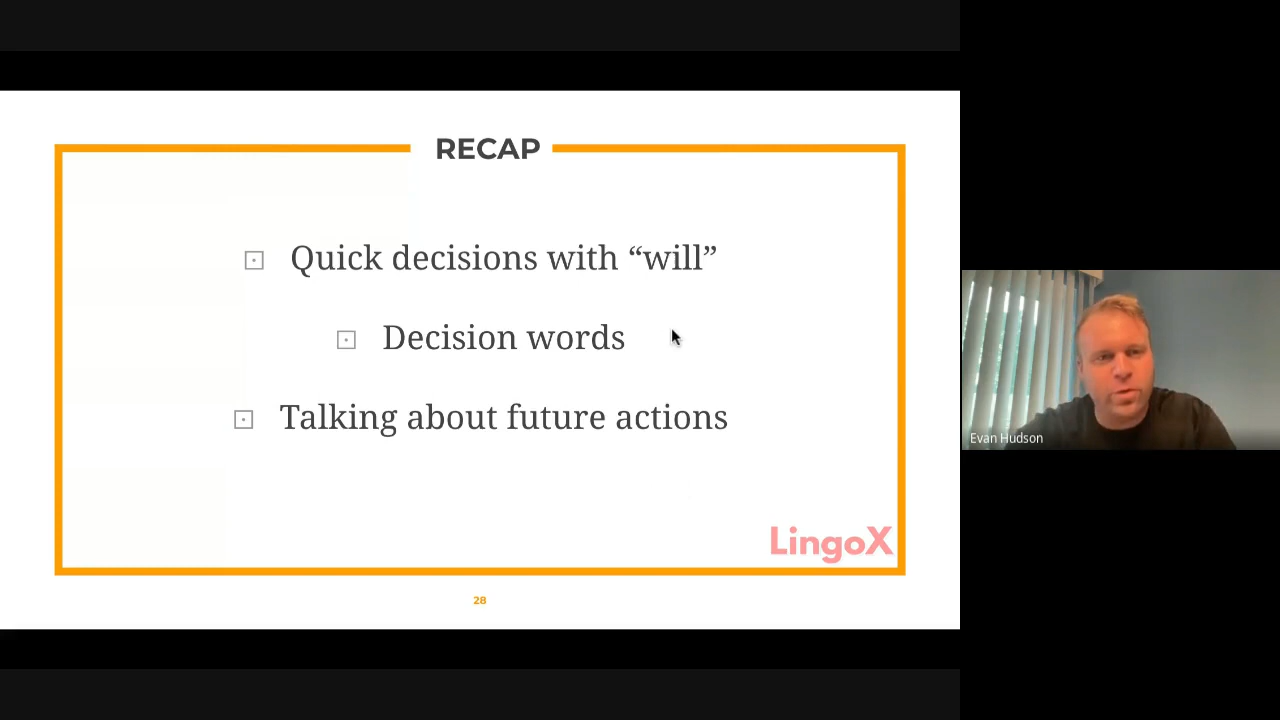 RECAP
Quick decisions with “will”
Decision words
Talking about future actions
LingoX
28
Evan Hudson